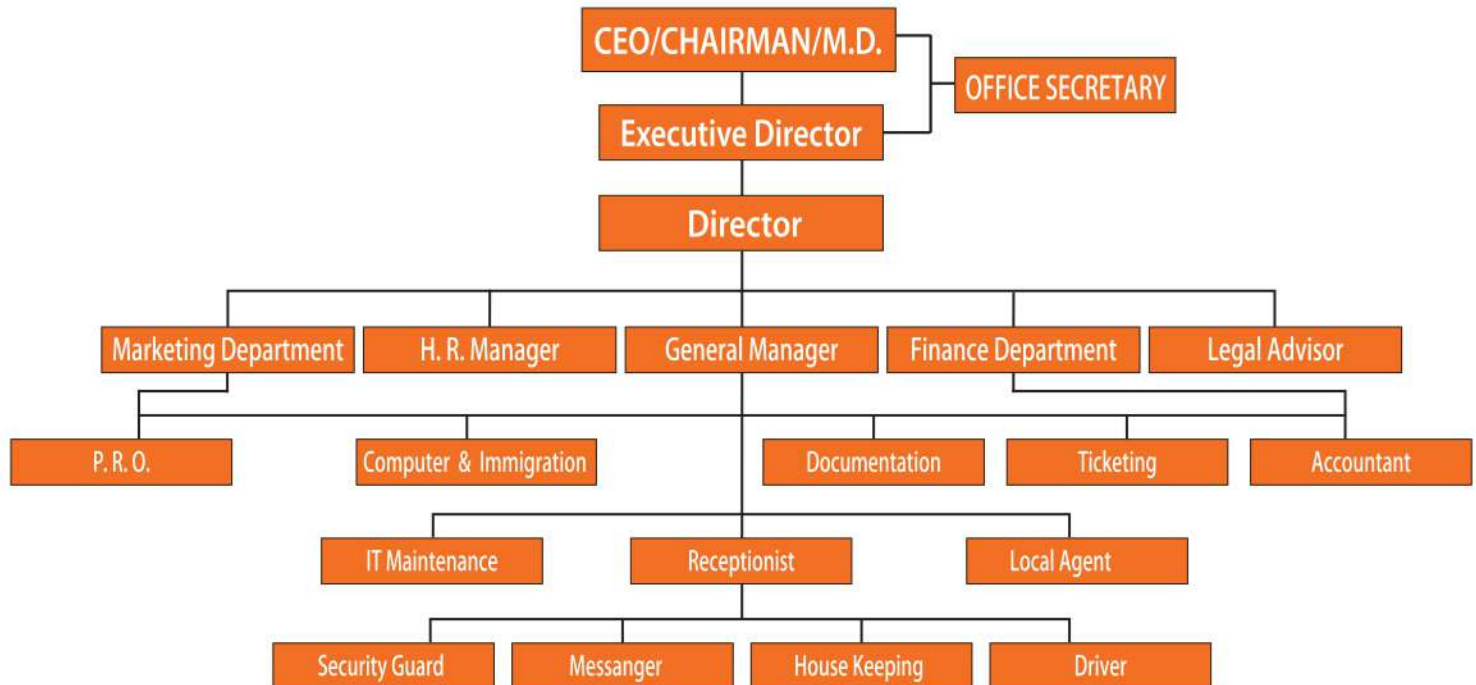 CEO/CHAIRMAN/M.D.
OFFICE SECRETARY
Executive Director
Director
Marketing Department
H. R. Manager
General Manager
Finance Department
Legal Advisor
P. R. O.
Computer & Immigration
Documentation
Ticketing
Accountant
IT Maintenance
Receptionist
Local Agent
Security Guard
Messanger
House Keeping
Driver